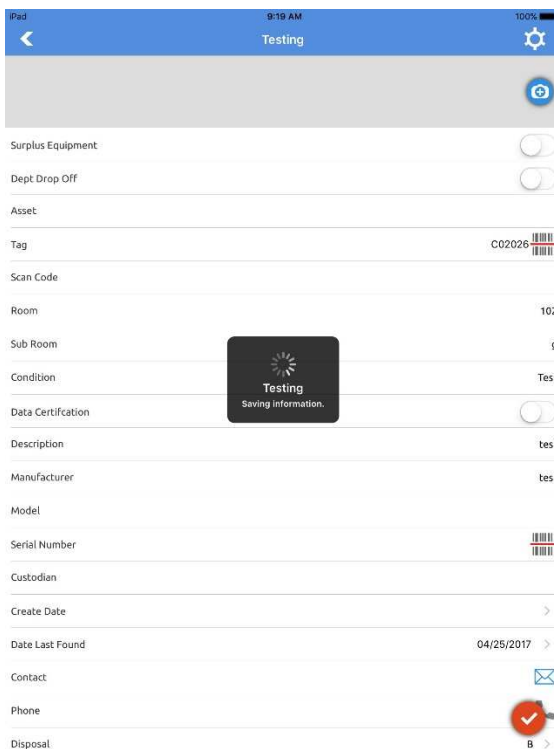 iPad 9:19 AM 100%
Testing
Surplus Equipment
Dept Drop Off
Asset
Tag C02026
Scan Code
Room 102
Sub Room
Condition Tes
Testing
Saving information.
Data Certifcation
Description tes
Manufacturer tes
Model
Serial Number
Custodian
Create Date
Date Last Found 04/25/2017
Contact
Phone
Disposal B